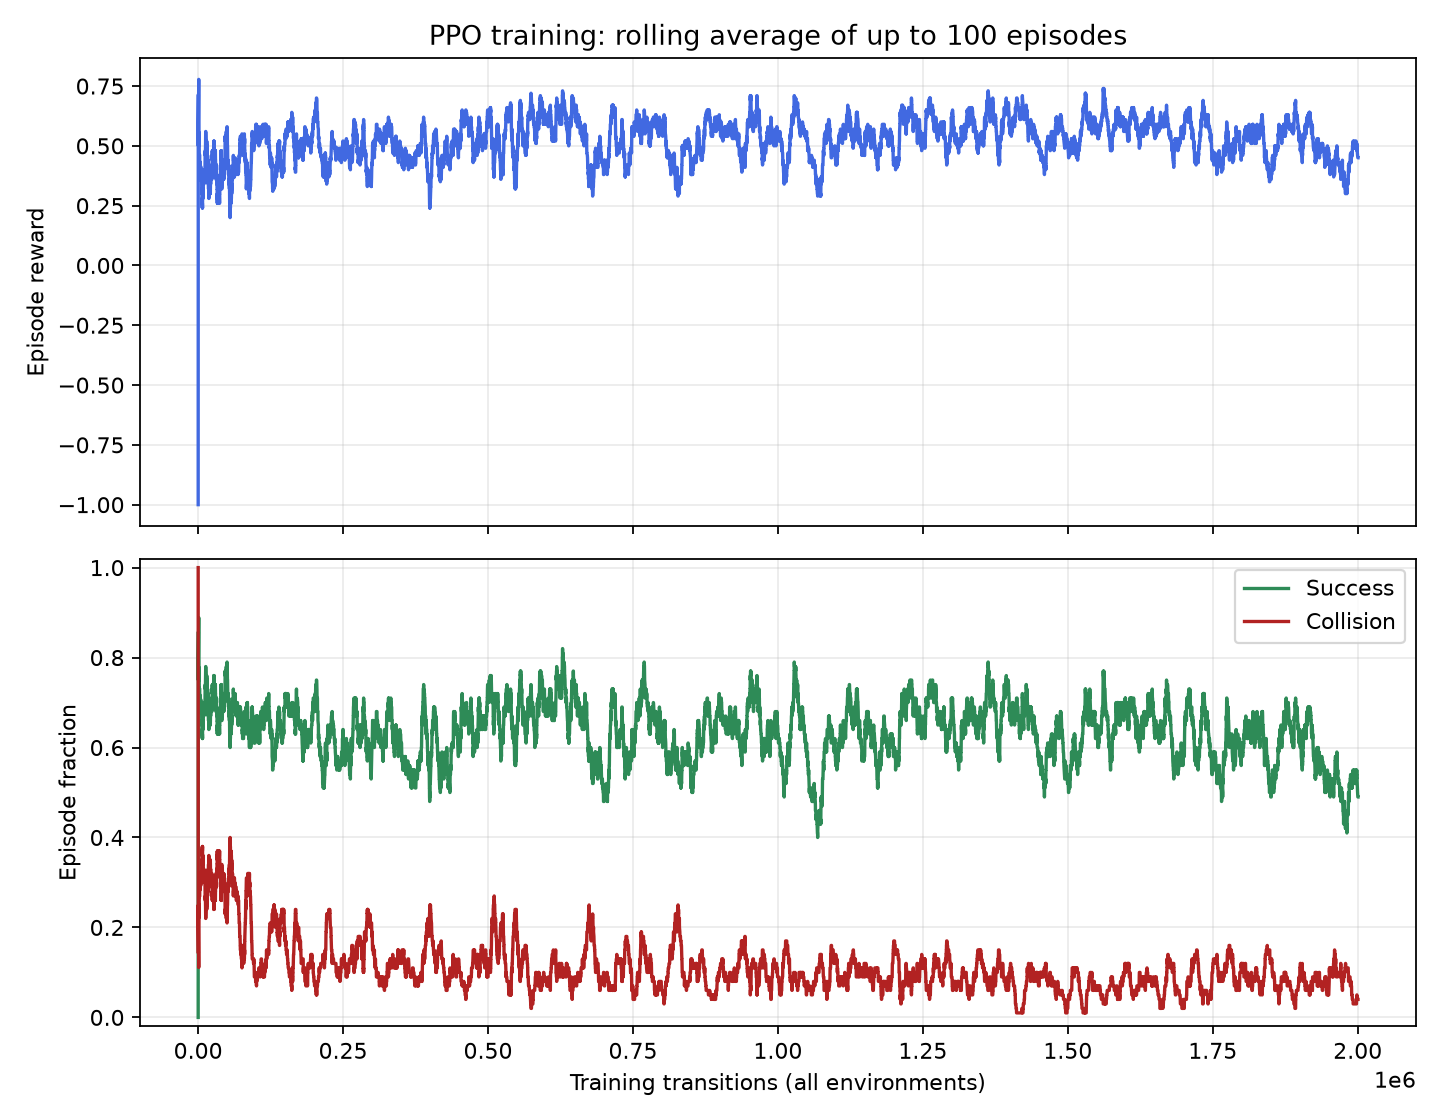 PPO training: rolling average of up to 100 episodes
0.75
0.50
0.25
0.00
−0.25
−0.50
−0.75
−1.00
Episode reward
1.0
0.8
0.6
0.4
0.2
0.0
Episode fraction
Success
Collision
0.00 0.25 0.50 0.75 1.00 1.25 1.50 1.75 2.00
Training transitions (all environments)
1e6